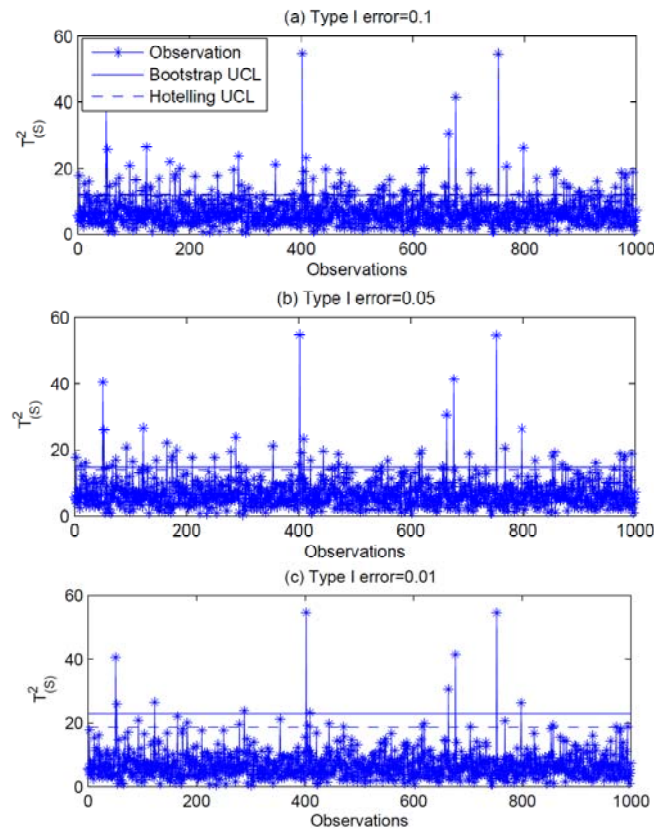 (a) Type I error=0.1
60
40
20
0
T²(S)
Observation
Bootstrap UCL
Hotelling UCL
0 200 400 600 800 1000
Observations
(b) Type I error=0.05
60
40
20
0
T²(S)
0 200 400 600 800 1000
Observations
(c) Type I error=0.01
60
40
20
0
T²(S)
0 200 400 600 800 1000
Observations